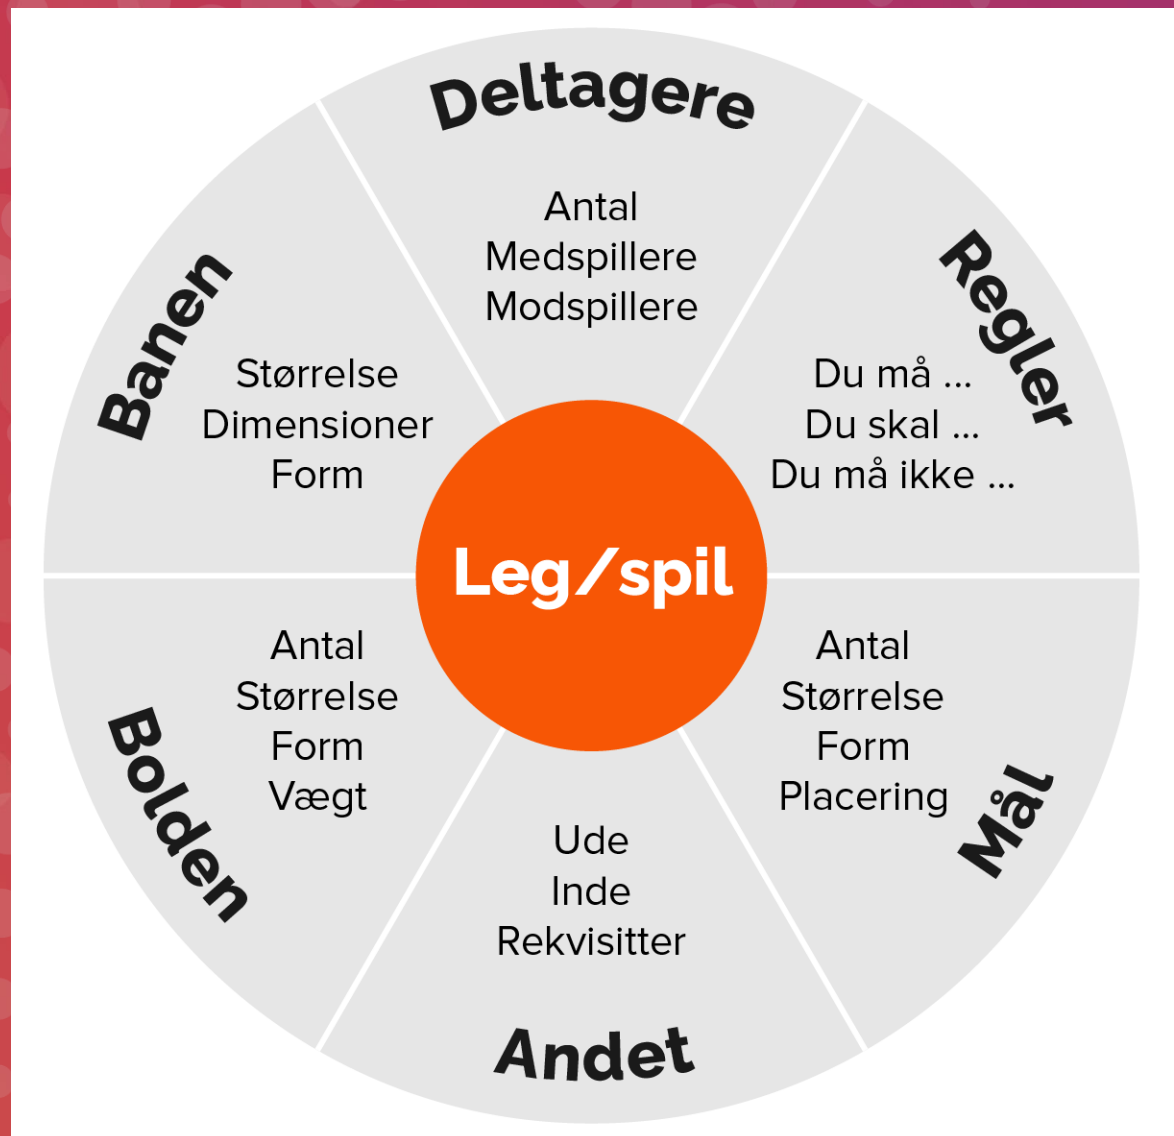 Deltagere
Antal
Medspillere
Modspillere
Regler
Du må ...
Du skal ...
Du må ikke ...
Mål
Antal
Størrelse
Form
Placering
Andet
Ude
Inde
Rekvisitter
Bolden
Antal
Størrelse
Form
Vægt
Banen
Størrelse
Dimensioner
Form
Leg/spil